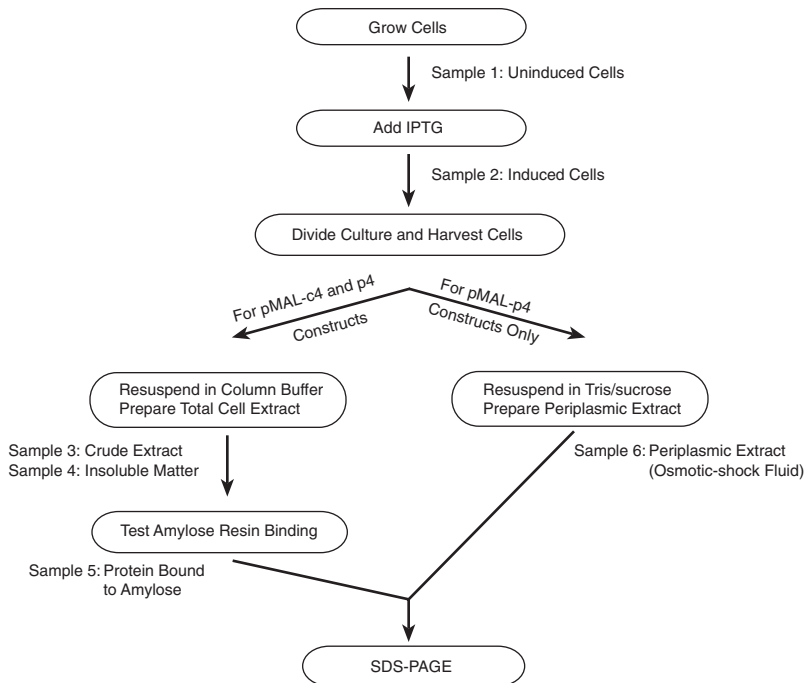 Grow Cells
Sample 1: Uninduced Cells
Add IPTG
Sample 2: Induced Cells
Divide Culture and Harvest Cells
For pMAL-c4 and p4
Constructs
For pMAL-p4
Constructs Only
Resuspend in Column Buffer
Prepare Total Cell Extract
Resuspend in Tris/sucrose
Prepare Periplasmic Extract
Sample 3: Crude Extract
Sample 4: Insoluble Matter
Sample 6: Periplasmic Extract
(Osmotic-shock Fluid)
Test Amylose Resin Binding
Sample 5: Protein Bound
to Amylose
SDS-PAGE